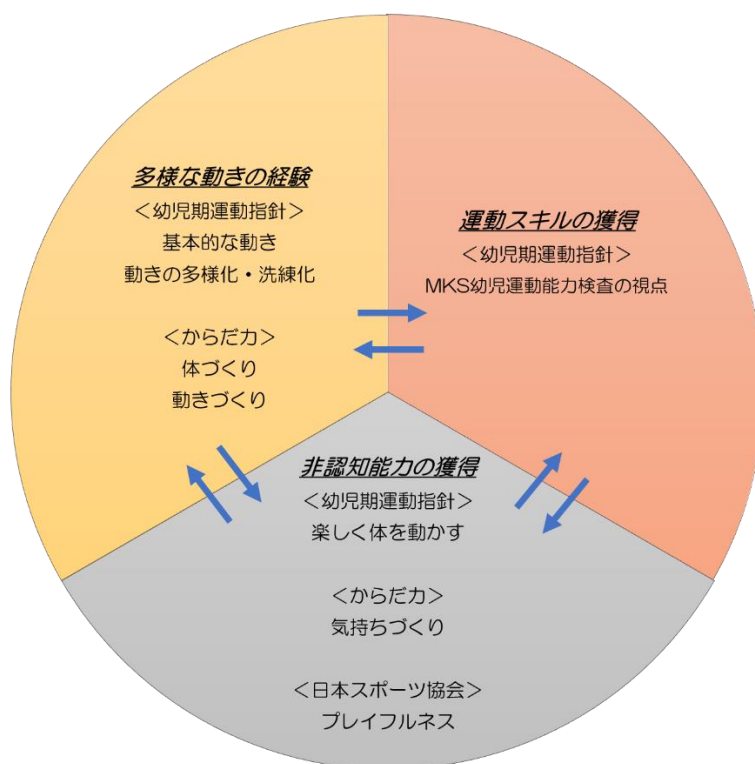 多様な動きの経験
＜幼児期運動指針＞
基本的な動き
動きの多様化・洗練化
＜からだ力＞
体づくり
動きづくり
運動スキルの獲得
＜幼児期運動指針＞
MKS幼児運動能力検査の視点
非認知能力の獲得
＜幼児期運動指針＞
楽しく体を動かす
＜からだ力＞
気持ちづくり
＜日本スポーツ協会＞
プレイフルネス